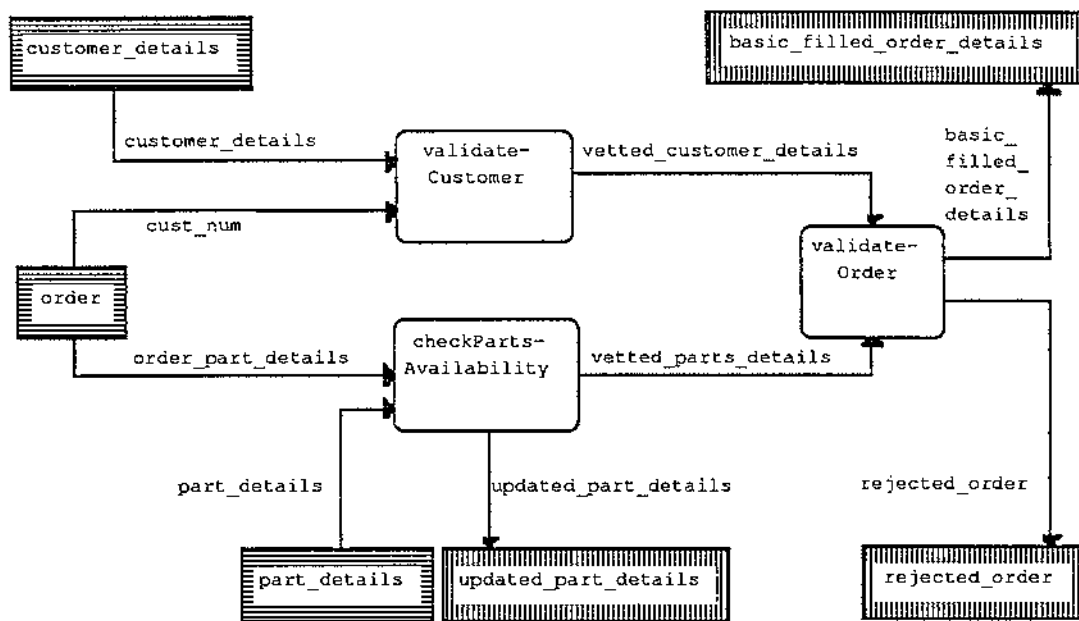 customer_details
basic_filled_order_details
customer_details
validate-
Customer
vetted_customer_details
basic_
filled_
order_
details
cust_num
validate-
Order
order
order_part_details
checkParts-
Availability
vetted_parts_details
part_details
updated_part_details
rejected_order
part_details
updated_part_details
rejected_order